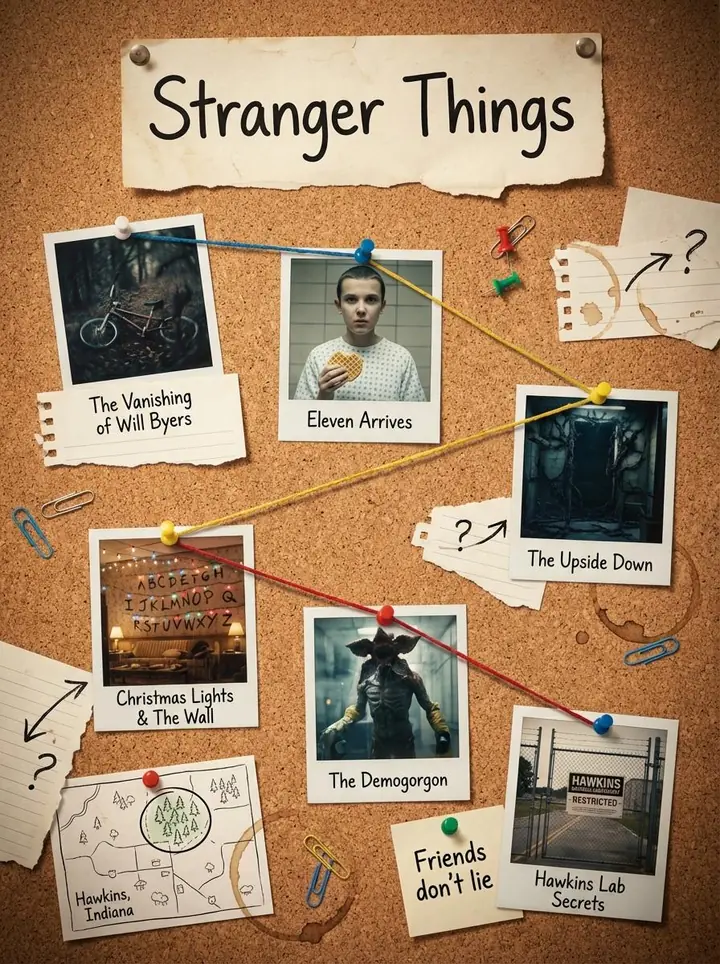 Stranger Things
?
The Vanishing
of Will Byers
Eleven Arrives
?
The Upside Down
ABCDEFGH
IJKLMNOP Q
RSTUVWXYZ
Christmas Lights
& The Wall
The Demogorgon
?
HAWKINS
RESTRICTED
Hawkins Lab
Secrets
Friends
don't lie
Hawkins,
Indiana